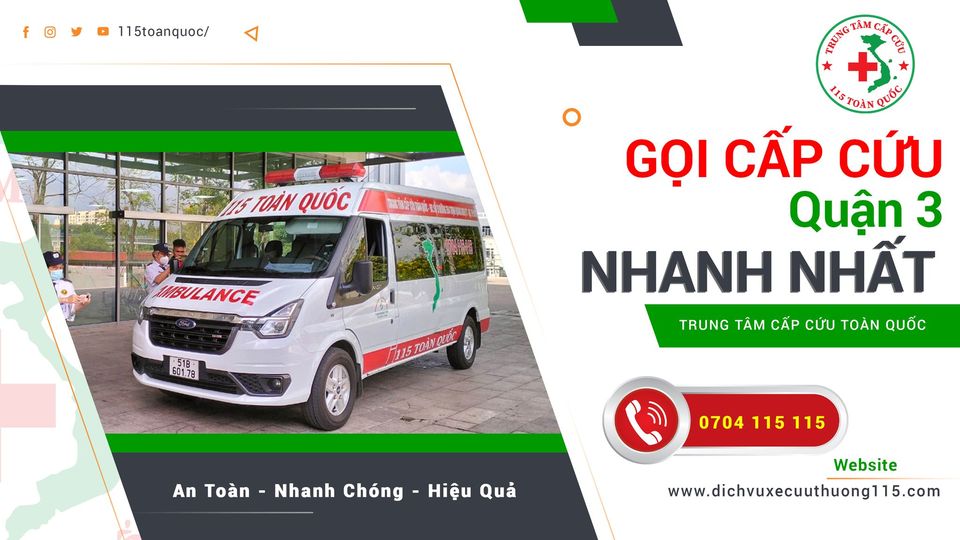 115toanquoc/
TRUNG TÂM CẤP CỨU
115 TOÀN QUỐC
GỌI CẤP CỨU
Quận 3
NHANH NHẤT
TRUNG TÂM CẤP CỨU TOÀN QUỐC
115 TOÀN QUỐC
AMBULANCE
Ford
51B
601.78
115 TOÀN QUỐC
0704 115 115
Website
www.dichvuxecuuthuong115.com
An Toàn - Nhanh Chóng - Hiệu Quả